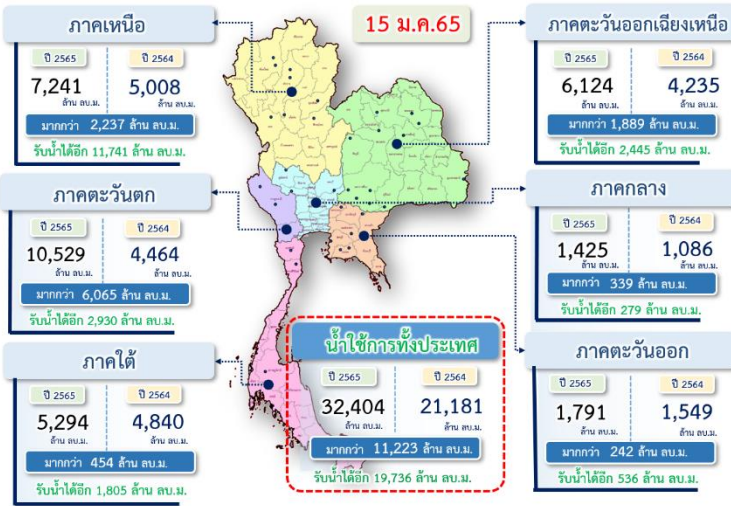 15 ม.ค.65
ภาคเหนือ
ปี 2565 ปี 2564
7,241 5,008
ล้าน ลบ.ม. ล้าน ลบ.ม.
มากกว่า 2,237 ล้าน ลบ.ม.
รับน้ำได้อีก 11,741 ล้าน ลบ.ม.
ภาคตะวันออกเฉียงเหนือ
ปี 2565 ปี 2564
6,124 4,235
ล้าน ลบ.ม. ล้าน ลบ.ม.
มากกว่า 1,889 ล้าน ลบ.ม.
รับน้ำได้อีก 2,445 ล้าน ลบ.ม.
ภาคตะวันตก
ปี 2565 ปี 2564
10,529 4,464
ล้าน ลบ.ม. ล้าน ลบ.ม.
มากกว่า 6,065 ล้าน ลบ.ม.
รับน้ำได้อีก 2,930 ล้าน ลบ.ม.
ภาคกลาง
ปี 2565 ปี 2564
1,425 1,086
ล้าน ลบ.ม. ล้าน ลบ.ม.
มากกว่า 339 ล้าน ลบ.ม.
รับน้ำได้อีก 279 ล้าน ลบ.ม.
ภาคใต้
ปี 2565 ปี 2564
5,294 4,840
ล้าน ลบ.ม. ล้าน ลบ.ม.
มากกว่า 454 ล้าน ลบ.ม.
รับน้ำได้อีก 1,805 ล้าน ลบ.ม.
น้ำใช้การทั้งประเทศ
ปี 2565 ปี 2564
32,404 21,181
ล้าน ลบ.ม. ล้าน ลบ.ม.
มากกว่า 11,223 ล้าน ลบ.ม.
รับน้ำได้อีก 19,736 ล้าน ลบ.ม.
ภาคตะวันออก
ปี 2565 ปี 2564
1,791 1,549
ล้าน ลบ.ม. ล้าน ลบ.ม.
มากกว่า 242 ล้าน ลบ.ม.
รับน้ำได้อีก 536 ล้าน ลบ.ม.